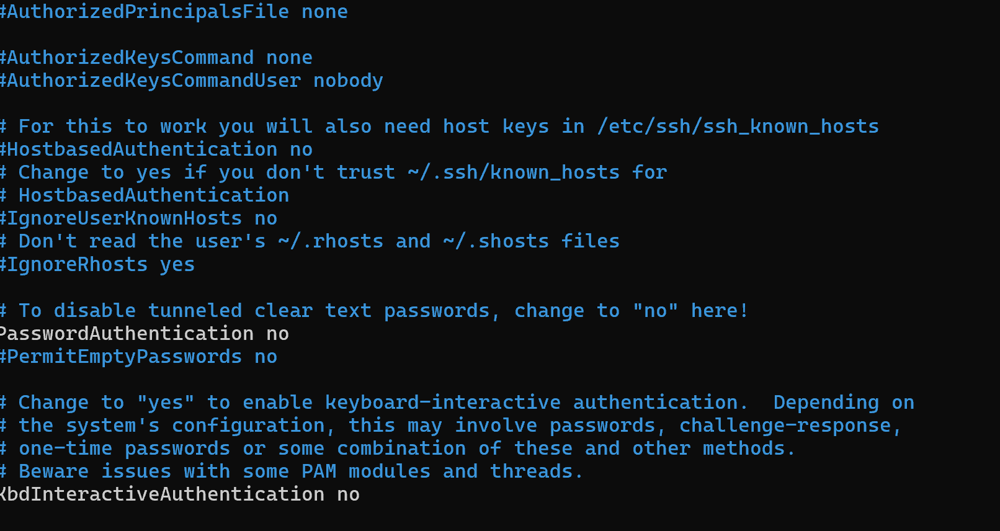 #AuthorizedPrincipalsFile none
#AuthorizedKeysCommand none
#AuthorizedKeysCommandUser nobody
# For this to work you will also need host keys in /etc/ssh/ssh_known_hosts
#HostbasedAuthentication no
# Change to yes if you don't trust ~/.ssh/known_hosts for
# HostbasedAuthentication
#IgnoreUserKnownHosts no
# Don't read the user's ~/.rhosts and ~/.shosts files
#IgnoreRhosts yes
# To disable tunneled clear text passwords, change to "no" here!
PasswordAuthentication no
#PermitEmptyPasswords no
# Change to "yes" to enable keyboard-interactive authentication.  Depending on
# the system's configuration, this may involve passwords, challenge-response,
# one-time passwords or some combination of these and other methods.
# Beware issues with some PAM modules and threads.
KbdInteractiveAuthentication no